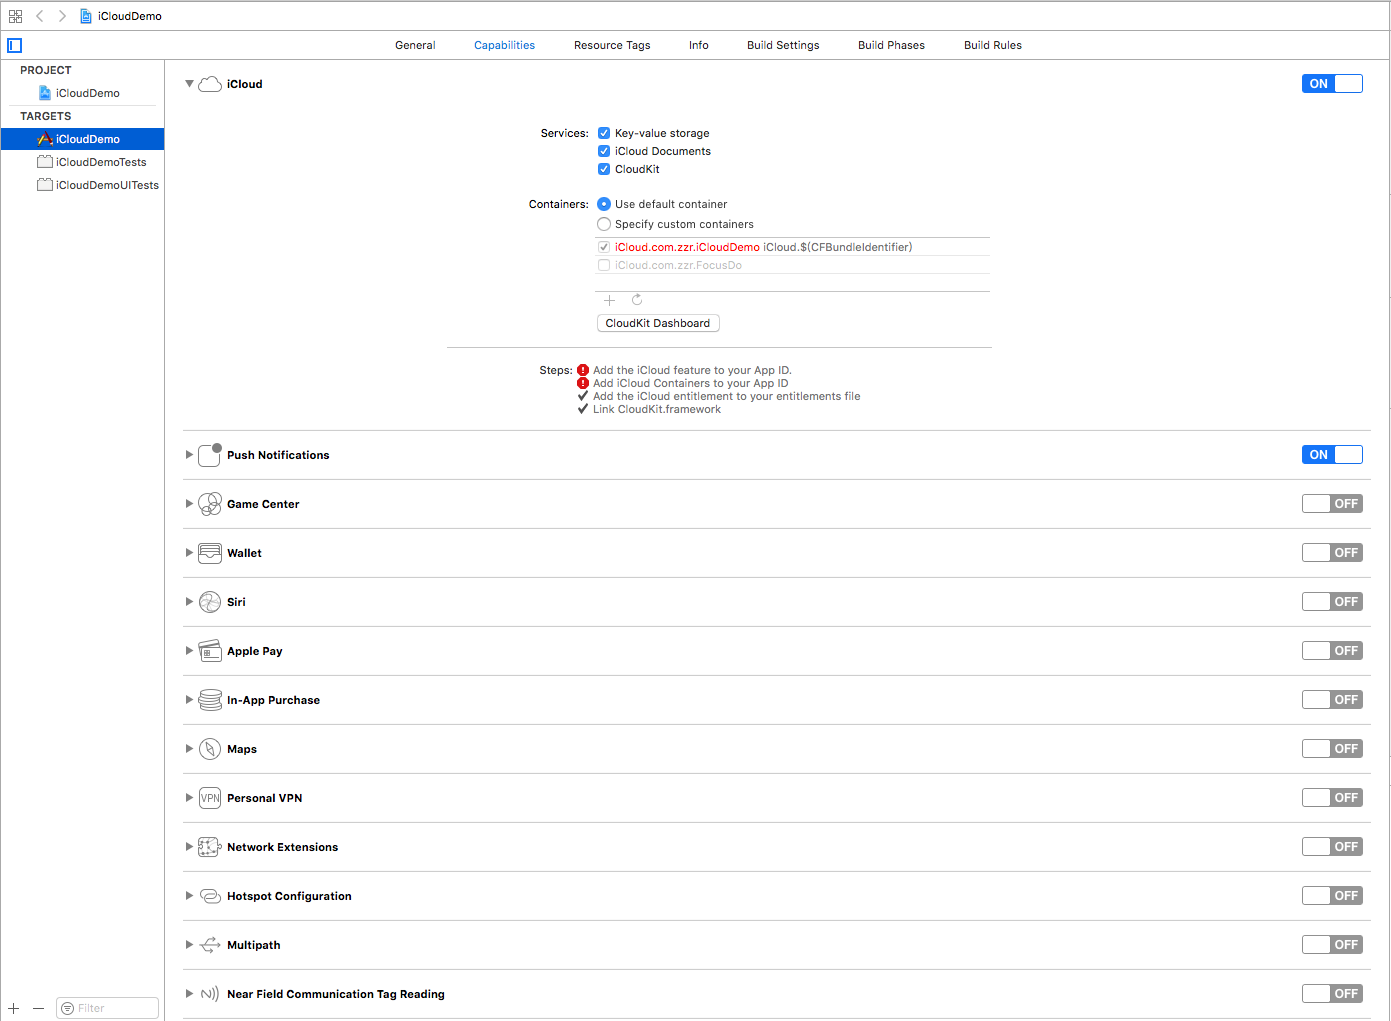 iCloudDemo
General Capabilities Resource Tags Info Build Settings Build Phases Build Rules
PROJECT
iCloudDemo
TARGETS
iCloudDemo
iCloudDemoTests
iCloudDemoUITests
iCloud
ON
Services:
Key-value storage
iCloud Documents
CloudKit
Containers:
Use default container
Specify custom containers
iCloud.com.zzr.iCloudDemo iCloud.$(CFBundleIdentifier)
iCloud.com.zzr.FocusDo
CloudKit Dashboard
Steps:
Add the iCloud feature to your App ID.
Add iCloud Containers to your App ID
Add the iCloud entitlement to your entitlements file
Link CloudKit.framework
Push Notifications ON
Game Center OFF
Wallet OFF
Siri OFF
Apple Pay OFF
In-App Purchase OFF
Maps OFF
VPN Personal VPN OFF
Network Extensions OFF
Hotspot Configuration OFF
Multipath OFF
Near Field Communication Tag Reading OFF
Filter